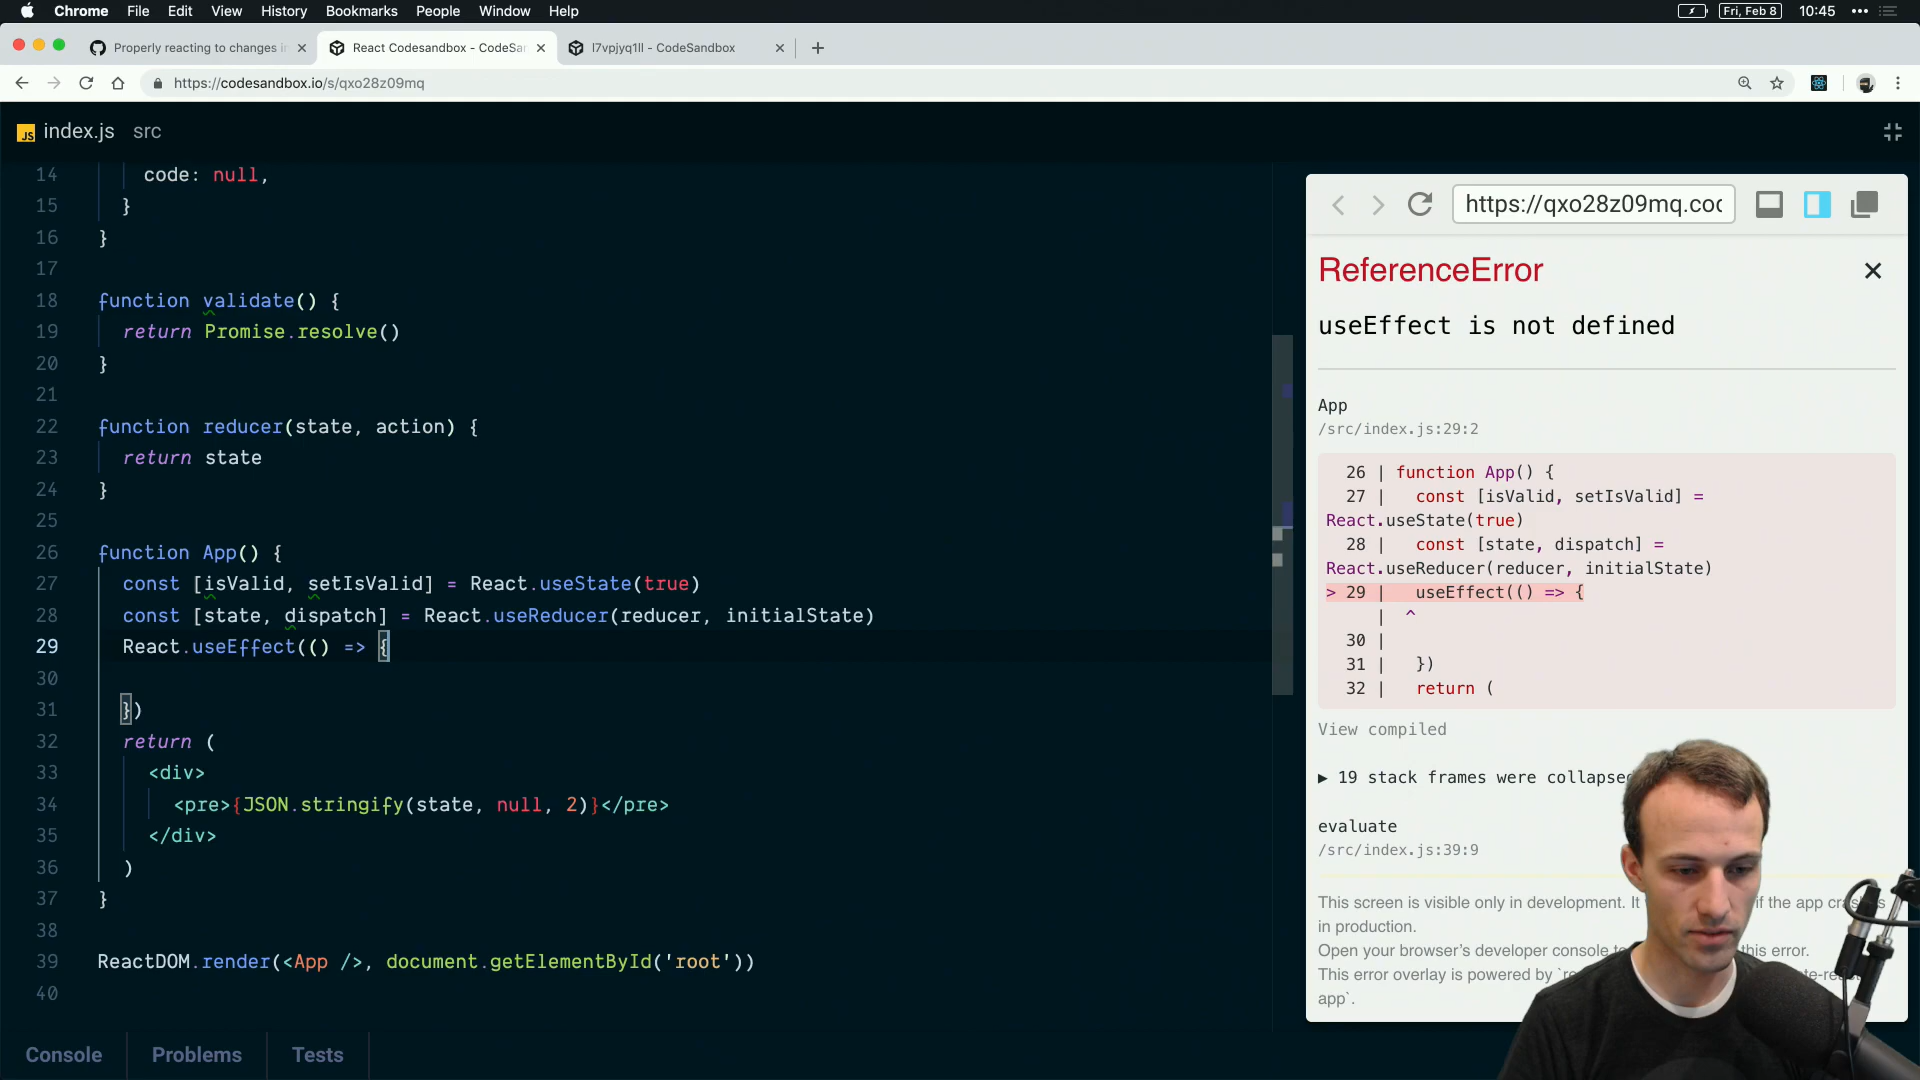 Chrome File Edit View History Bookmarks People Window Help
Fri, Feb 8 10:45
Properly reacting to changes i
React Codesandbox - CodeSa
l7vpjyq1ll - CodeSandbox
https://codesandbox.io/s/qxo28z09mq
JS index.js src
14 code: null,
15 }
16 }
17
18 function validate() {
19 return Promise.resolve()
20 }
21
22 function reducer(state, action) {
23 return state
24 }
25
26 function App() {
27 const [isValid, setIsValid] = React.useState(true)
28 const [state, dispatch] = React.useReducer(reducer, initialState)
29 React.useEffect(() => {
30
31 })
32 return (
33 <div>
34 <pre>{JSON.stringify(state, null, 2)}</pre>
35 </div>
36 )
37 }
38
39 ReactDOM.render(<App />, document.getElementById('root'))
40
Console Problems Tests
https://qxo28z09mq.coc
ReferenceError
useEffect is not defined
App
/src/index.js:29:2
26 | function App() {
27 | const [isValid, setIsValid] =
React.useState(true)
28 | const [state, dispatch] =
React.useReducer(reducer, initialState)
> 29 | useEffect(() => {
| ^
30 |
31 | })
32 | return (
View compiled
▶ 19 stack frames were collapsed
evaluate
/src/index.js:39:9
This screen is visible only in development. It if the app
in production.
Open your browser's developer console this error.
This error overlay is powered by
app`.